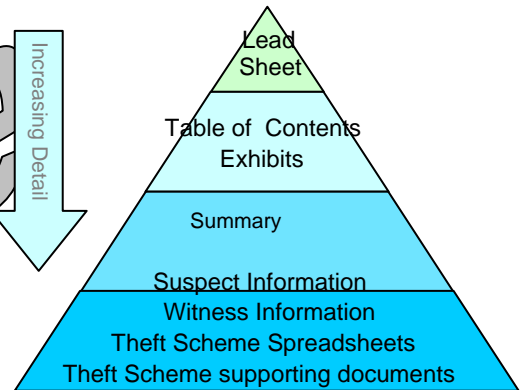 Increasing Detail
Lead
Sheet
Table of Contents
Exhibits
Summary
Suspect Information
Witness Information
Theft Scheme Spreadsheets
Theft Scheme supporting documents